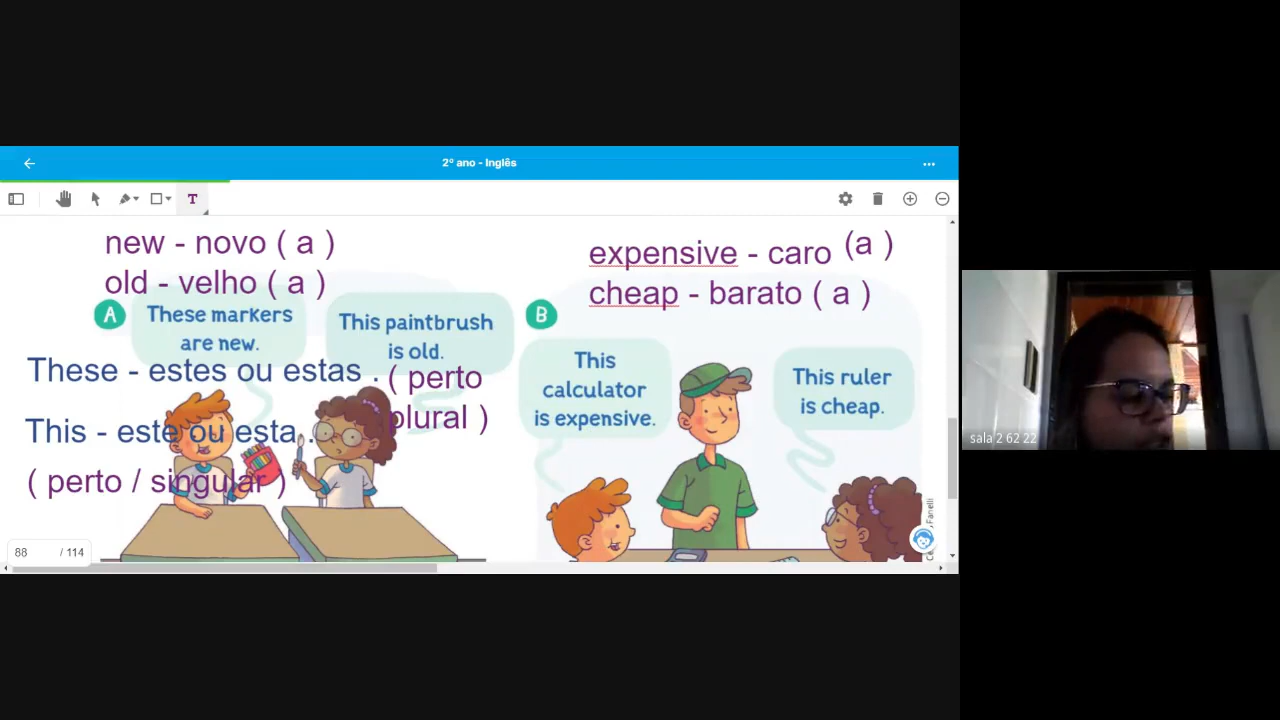 2º ano - Inglês
new - novo ( a )
old - velho ( a )
A
These markers
are new.
This paintbrush
is old.
These - estes ou estas .
( perto
plural )
This - este ou esta .
( perto / singular )
expensive - caro (a )
cheap - barato ( a )
B
This
calculator
is expensive.
This ruler
is cheap.
Fanelli
88 / 114
sala 2 62 22